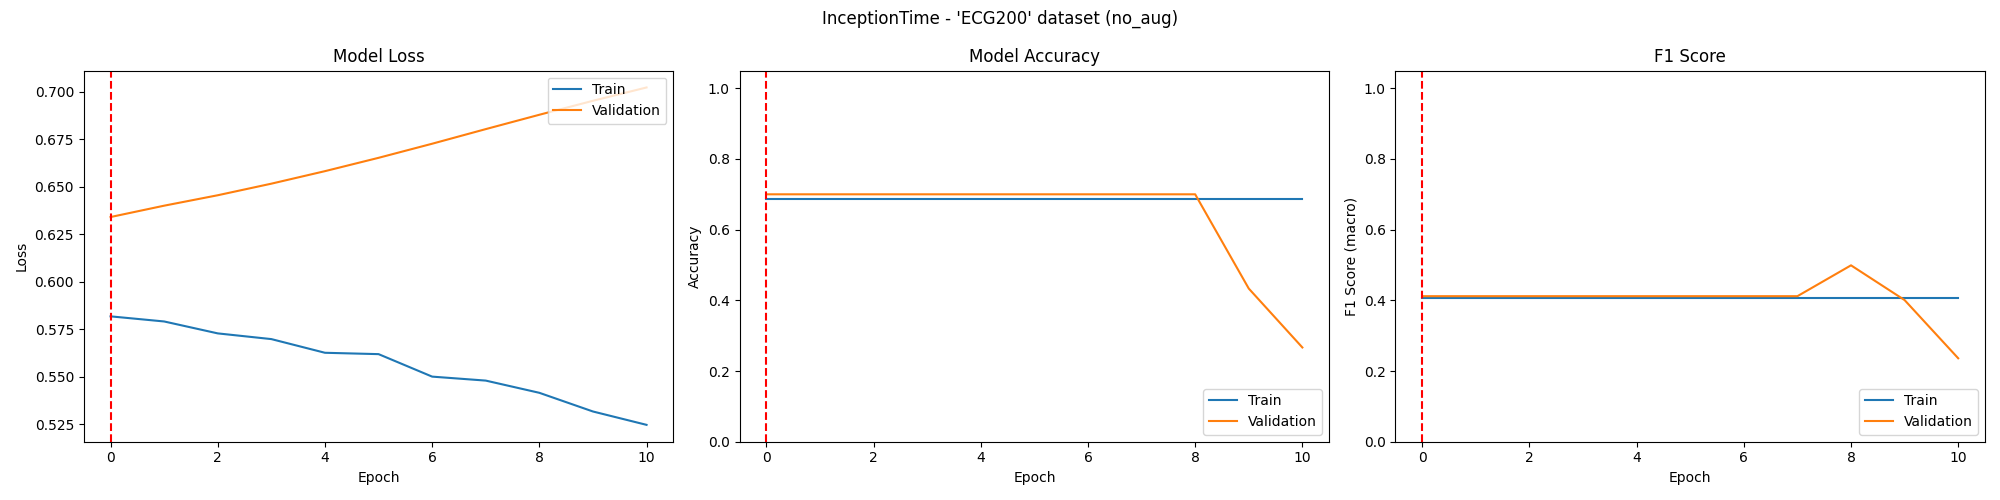 InceptionTime - 'ECG200' dataset (no_aug)
Model Loss
0.700
0.675
0.650
0.625
0.600
0.575
0.550
0.525
Loss
0 2 4 6 8 10
Epoch
Train
Validation
Model Accuracy
1.0
0.8
0.6
0.4
0.2
0.0
Accuracy
0 2 4 6 8 10
Epoch
Train
Validation
F1 Score
1.0
0.8
0.6
0.4
0.2
0.0
F1 Score (macro)
0 2 4 6 8 10
Epoch
Train
Validation